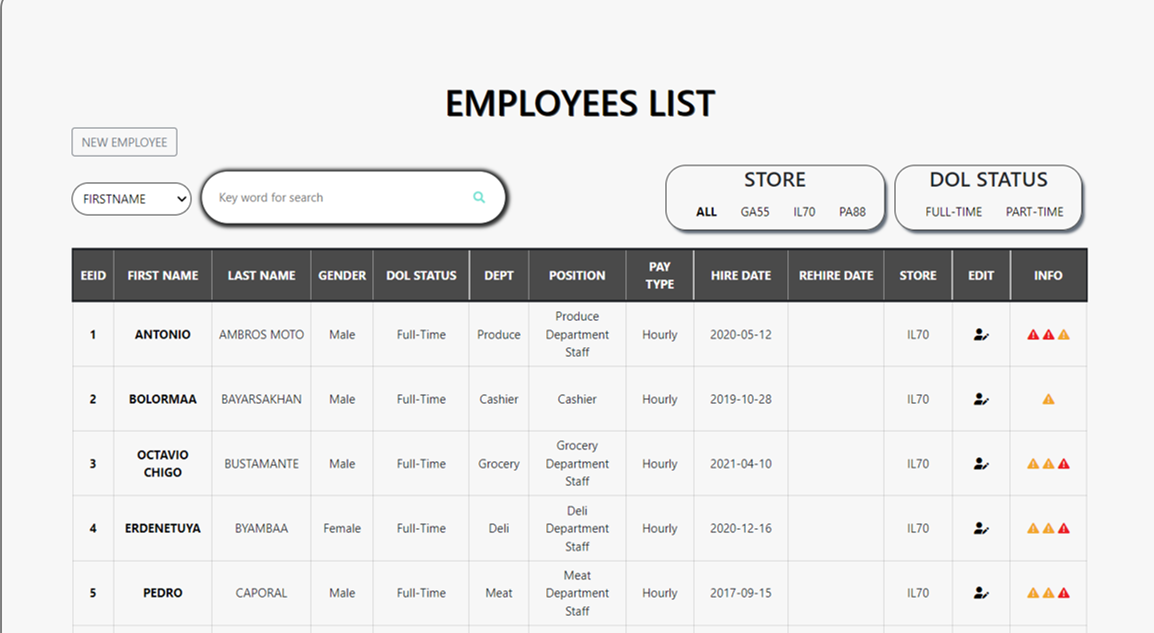 EMPLOYEES LIST
NEW EMPLOYEE
FIRSTNAME
Key word for search
STORE
ALL GA55 IL70 PA88
DOL STATUS
FULL-TIME PART-TIME
EEID FIRST NAME LAST NAME GENDER DOL STATUS DEPT POSITION PAY TYPE HIRE DATE REHIRE DATE STORE EDIT INFO
1 ANTONIO AMBROS MOTO Male Full-Time Produce Produce Department Staff Hourly 2020-05-12 IL70
2 BOLORMAA BAYARSAKHAN Male Full-Time Cashier Cashier Hourly 2019-10-28 IL70
3 OCTAVIO CHIGO BUSTAMANTE Male Full-Time Grocery Grocery Department Staff Hourly 2021-04-10 IL70
4 ERDENETUYA BYAMBAA Female Full-Time Deli Deli Department Staff Hourly 2020-12-16 IL70
5 PEDRO CAPORAL Male Full-Time Meat Meat Department Staff Hourly 2017-09-15 IL70